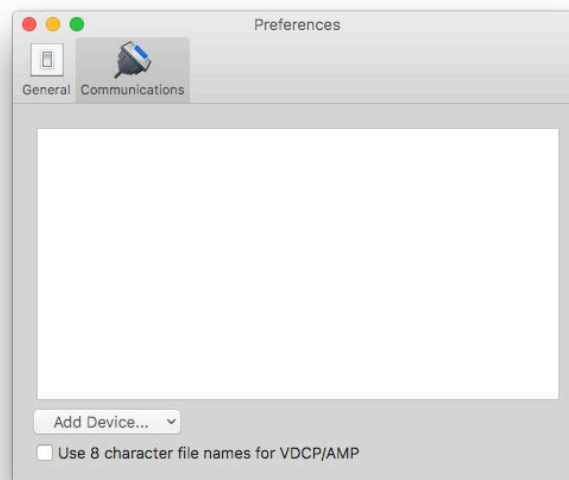 Preferences
General Communications
Add Device...
Use 8 character file names for VDCP/AMP